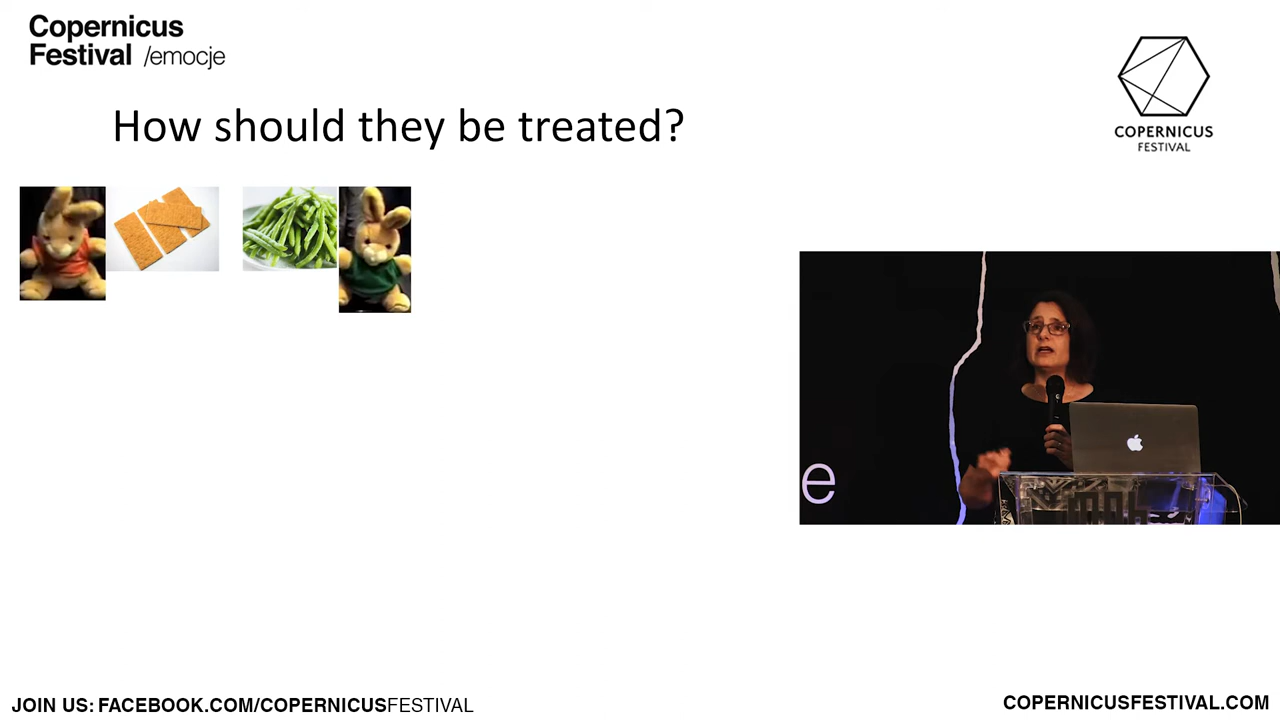 Copernicus
Festival /emocje
COPERNICUS
FESTIVAL
How should they be treated?
e
JOIN US: FACEBOOK.COM/COPERNICUSFESTIVAL
COPERNICUSFESTIVAL.COM